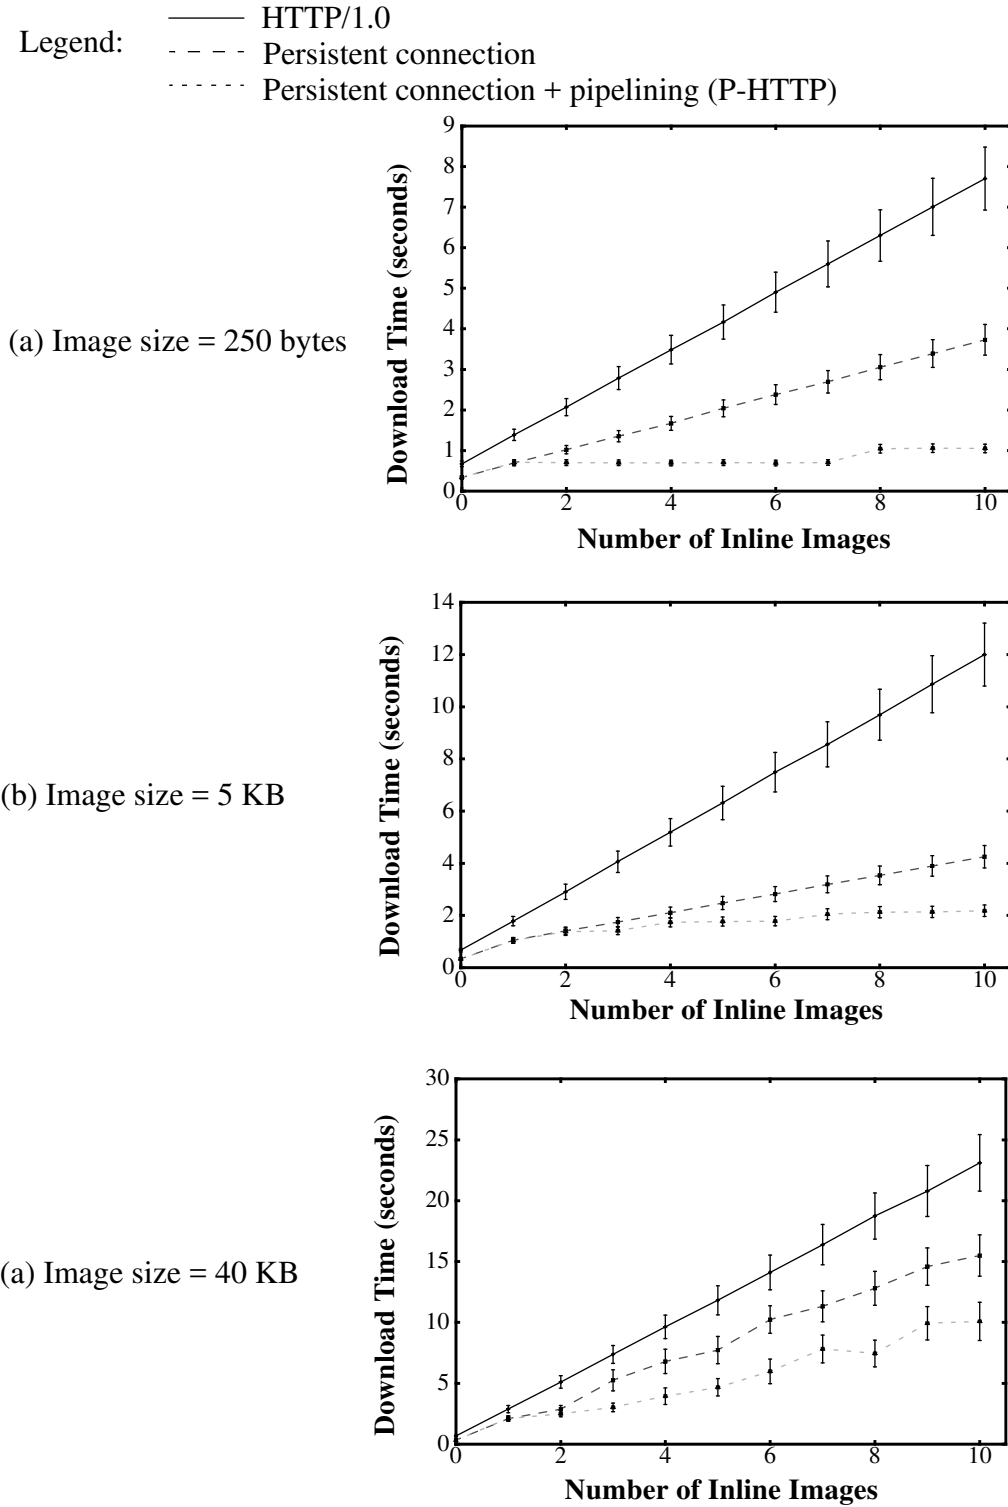 Legend:
HTTP/1.0
Persistent connection
Persistent connection + pipelining (P-HTTP)
(a) Image size = 250 bytes
Download Time (seconds)
9
8
7
6
5
4
3
2
1
0
0 2 4 6 8 10
Number of Inline Images
(b) Image size = 5 KB
Download Time (seconds)
14
12
10
8
6
4
2
0
0 2 4 6 8 10
Number of Inline Images
(a) Image size = 40 KB
Download Time (seconds)
30
25
20
15
10
5
0
0 2 4 6 8 10
Number of Inline Images